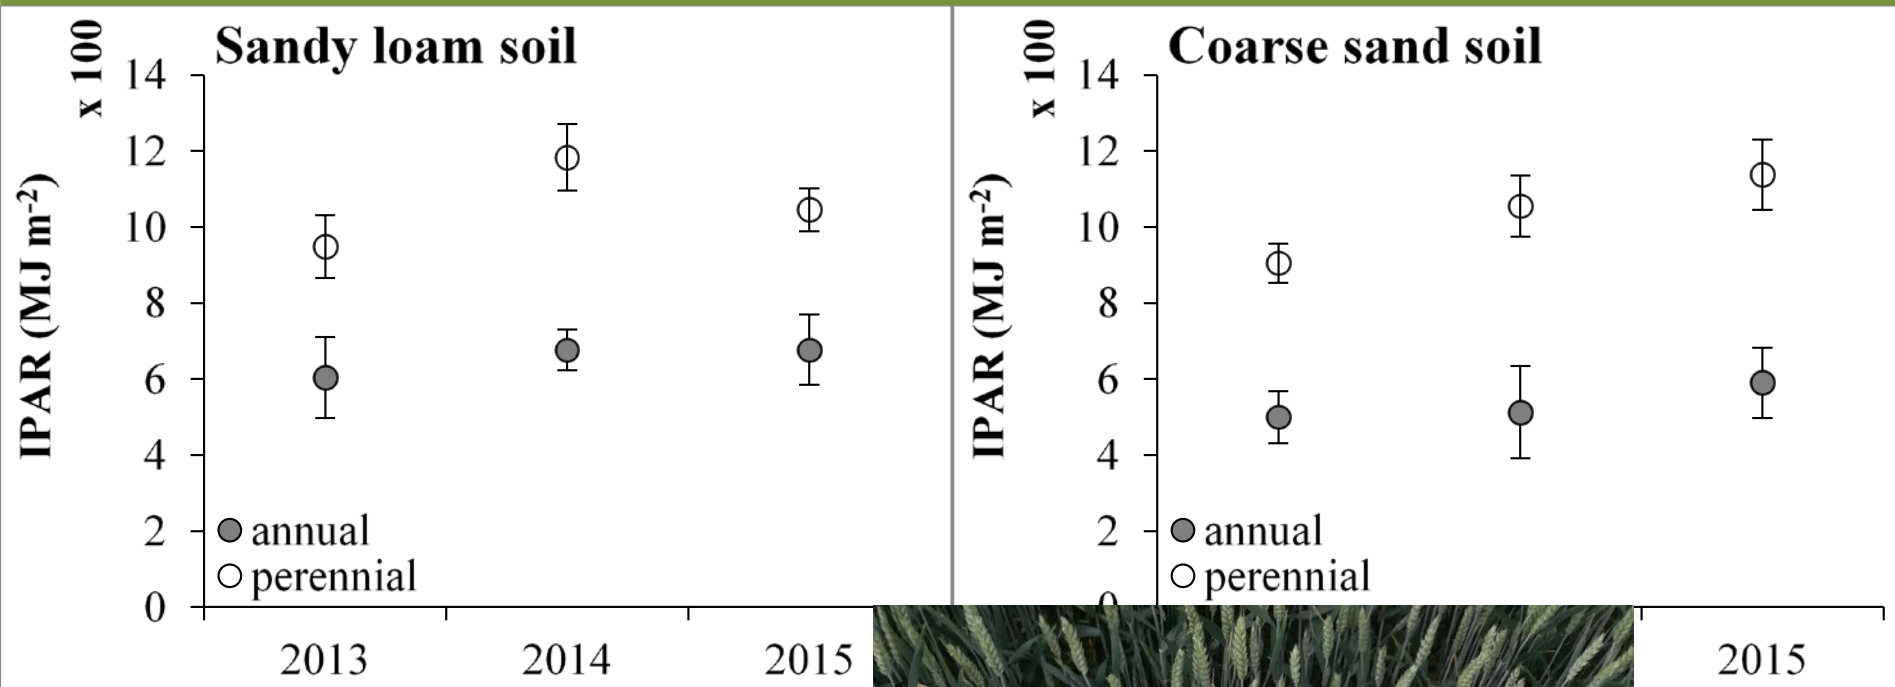 Sandy loam soil
x 100
IPAR (MJ m⁻²)
14
12
10
8
6
4
2
0
annual
perennial
2013
2014
2015
Coarse sand soil
x 100
IPAR (MJ m⁻²)
14
12
10
8
6
4
2
0
annual
perennial
2015